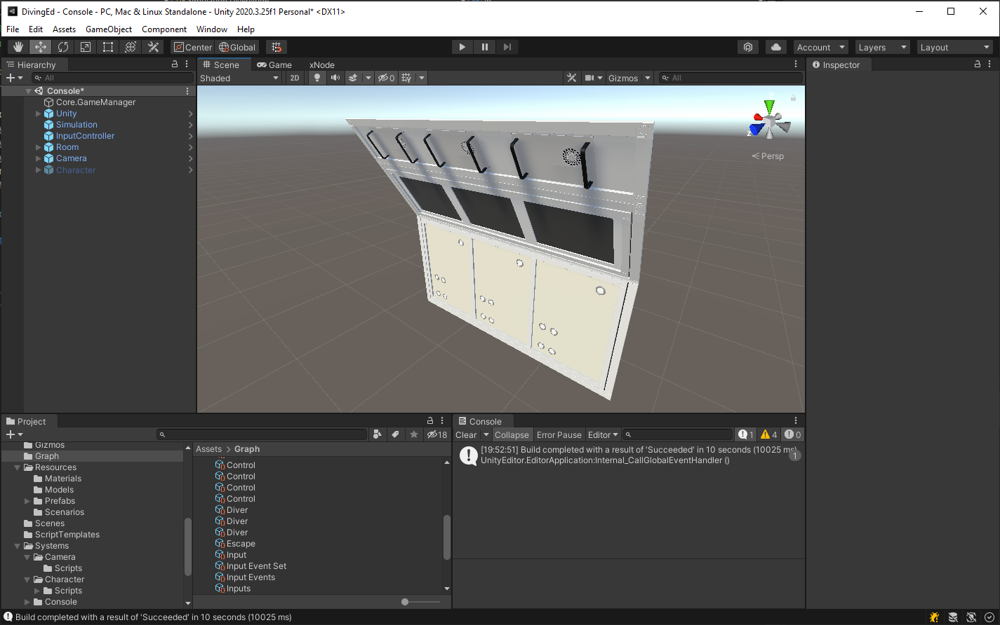 DivingEd - Console - PC, Mac & Linux Standalone - Unity 2020.3.25f1 Personal* <DX11>
File Edit Assets GameObject Component Window Help
Center Global Account Layers Layout
Hierarchy
All
Console*
Core.GameManager
Unity
Simulation
InputController
Room
Camera
Character
Scene Game xNode
Shaded 2D 0 Gizmos All
y
z
Persp
Inspector
Project
18
Gizmos
Graph
Resources
Materials
Models
Prefabs
Scenarios
Scenes
ScriptTemplates
Systems
Camera
Scripts
Character
Scripts
Console
Assets > Graph
Control
Control
Control
Control
Diver
Diver
Diver
Escape
Input
Input Event Set
Input Events
Inputs
Console
Clear Collapse Error Pause Editor 1 4 0
[19:52:51] Build completed with a result of 'Succeeded' in 10 seconds (10025 ms)
UnityEditor.EditorApplication:Internal_CallGlobalEventHandler ()
1
Build completed with a result of 'Succeeded' in 10 seconds (10025 ms)